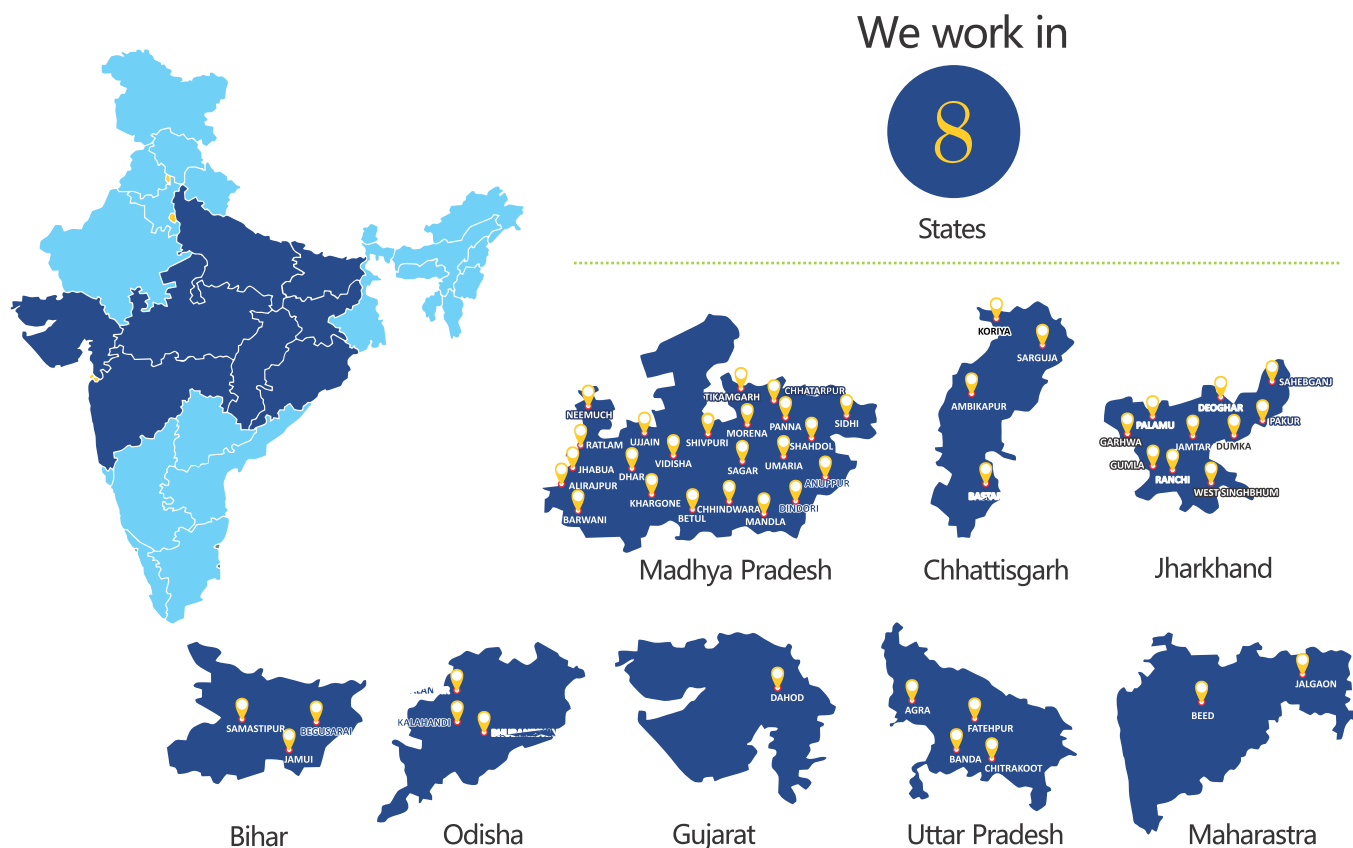 We work in
8
States
TIKAMGARH
CHHATARPUR
NEEMUCH
PANNA
SIDHI
MORENA
UJJAIN
SHIVPURI
SHAHDOL
RATLAM
VIDISHA
SAGAR
UMARIA
JHABUA
DHAR
ANUPPUR
ALIRAJPUR
KHARGONE
CHHINDWARA
DINDORI
BARWANI
BETUL
MANDLA
Madhya Pradesh
KORIYA
SARGUJA
AMBIKAPUR
Chhattisgarh
SAHEBGANJ
DEOGHAR
PALAMU
PAKUR
GARHWA
JAMTAR
DUMKA
GUMLA
RANCHI
WEST SINGHBHUM
Jharkhand
SAMASTIPUR
BEGUSARAI
JAMUI
Bihar
KALAHANDI
Odisha
DAHOD
Gujarat
AGRA
FATEHPUR
BANDA
CHITRAKOOT
Uttar Pradesh
JALGAON
BEED
Maharastra